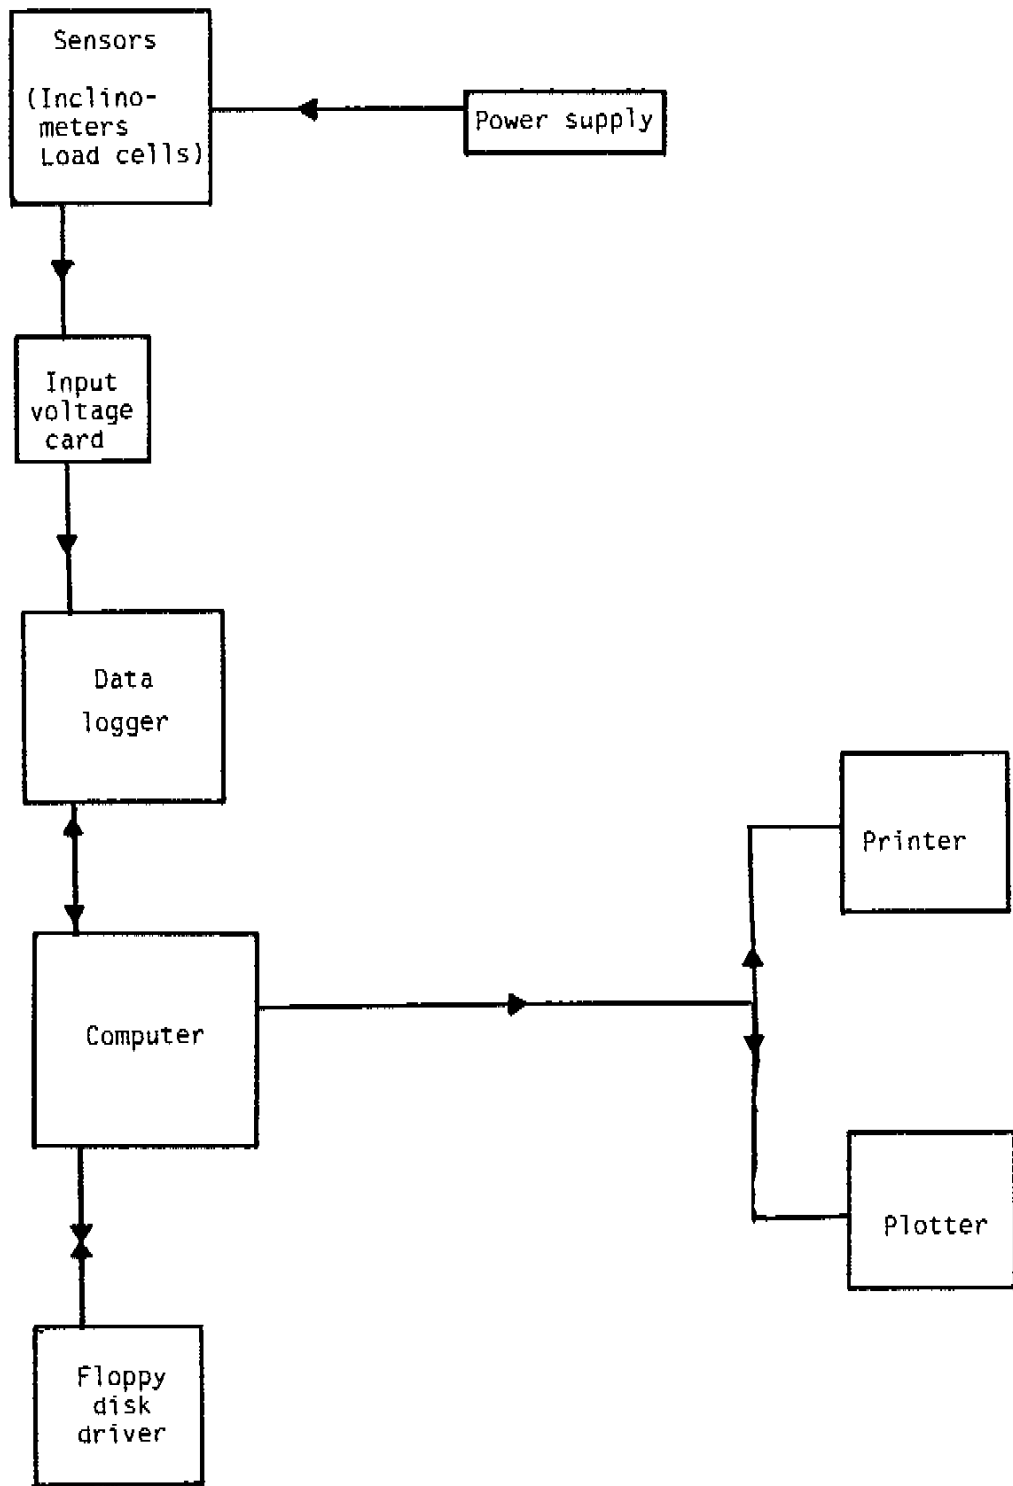 Sensors
(Inclino-
meters
Load cells)
Power supply
Input
voltage
card
Data
logger
Printer
Computer
Plotter
Floppy
disk
driver